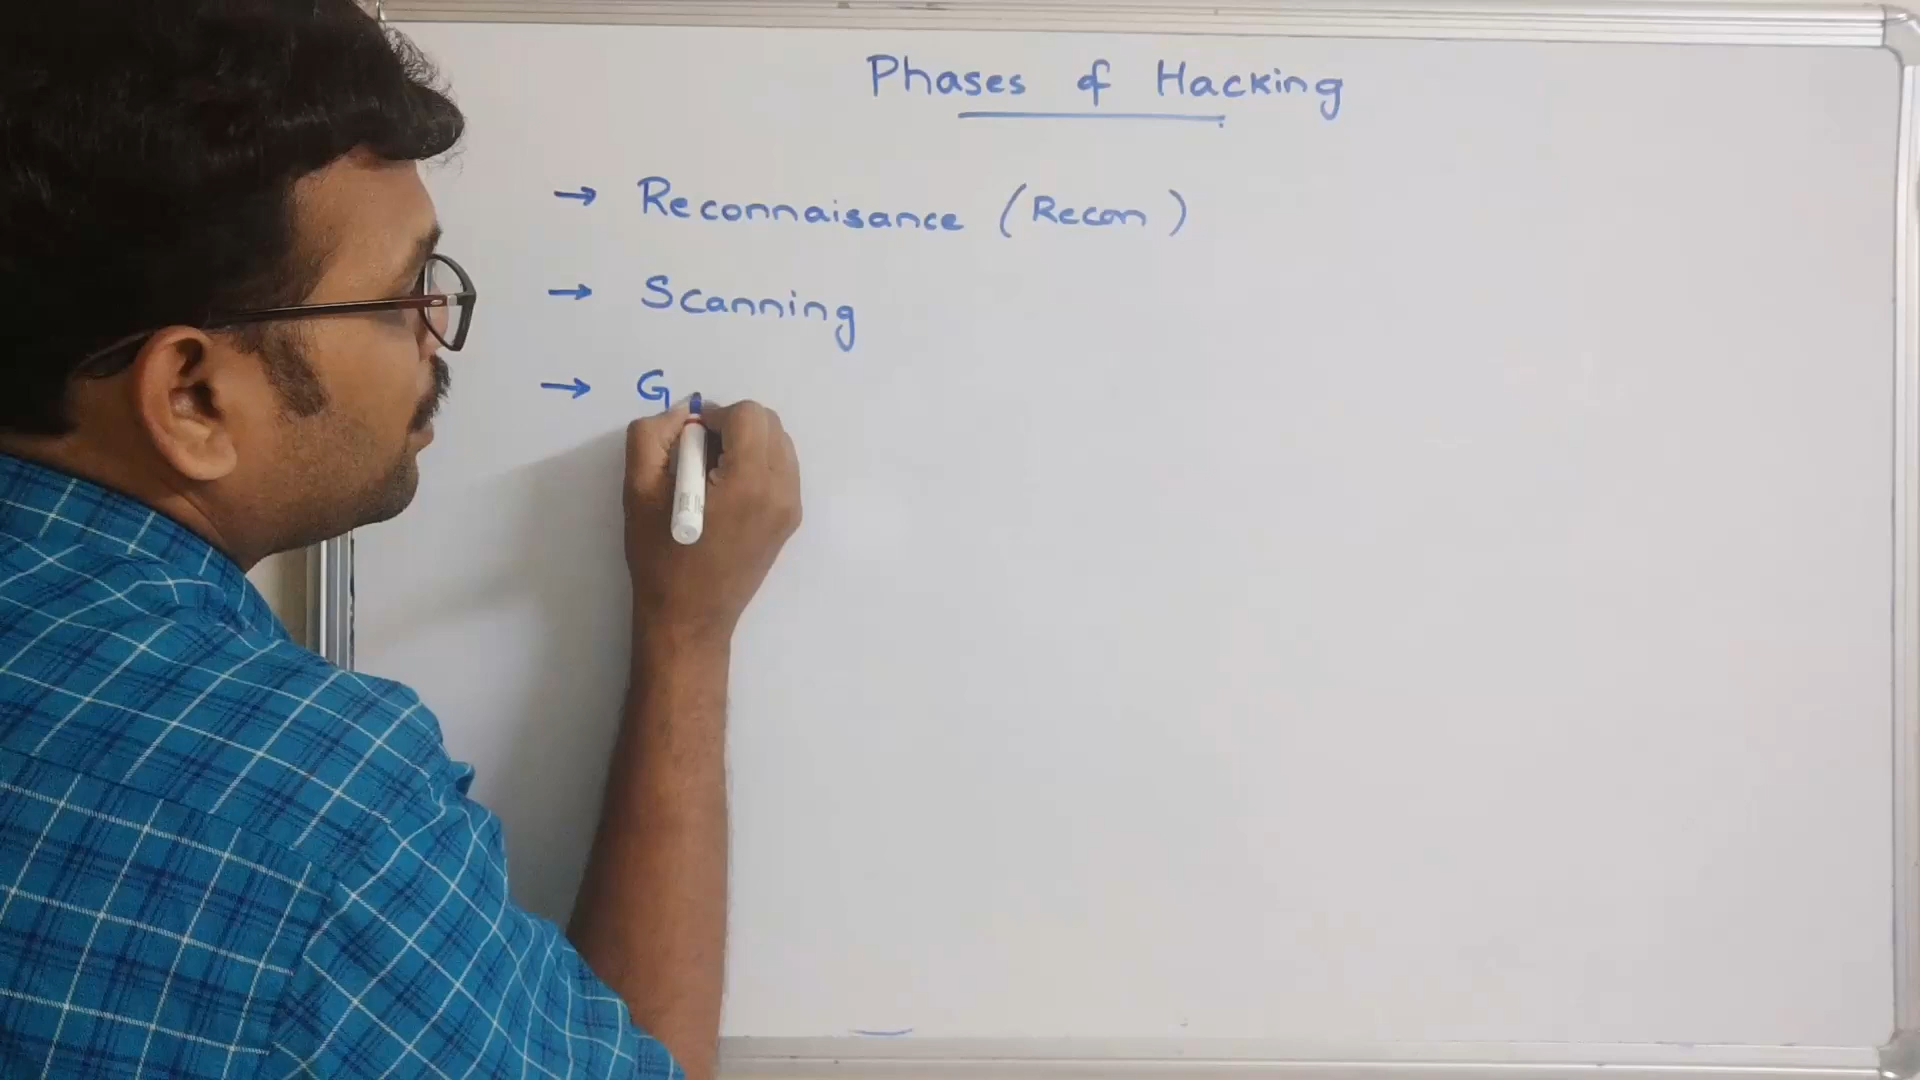 Phases of Hacking
→ Reconnaisance (Recon)
→ Scanning
→ G